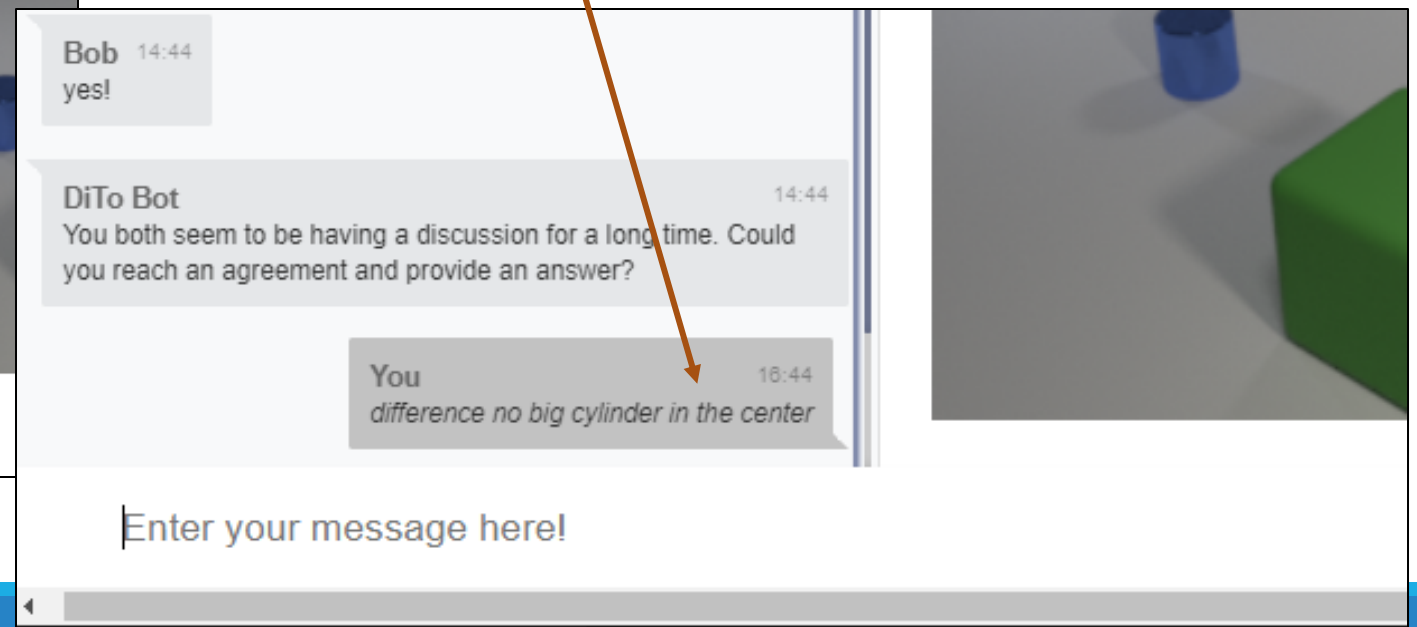 Bob 14:44
yes!
DiTo Bot 14:44
You both seem to be having a discussion for a long time. Could
you reach an agreement and provide an answer?
You 16:44
difference no big cylinder in the center
Enter your message here!